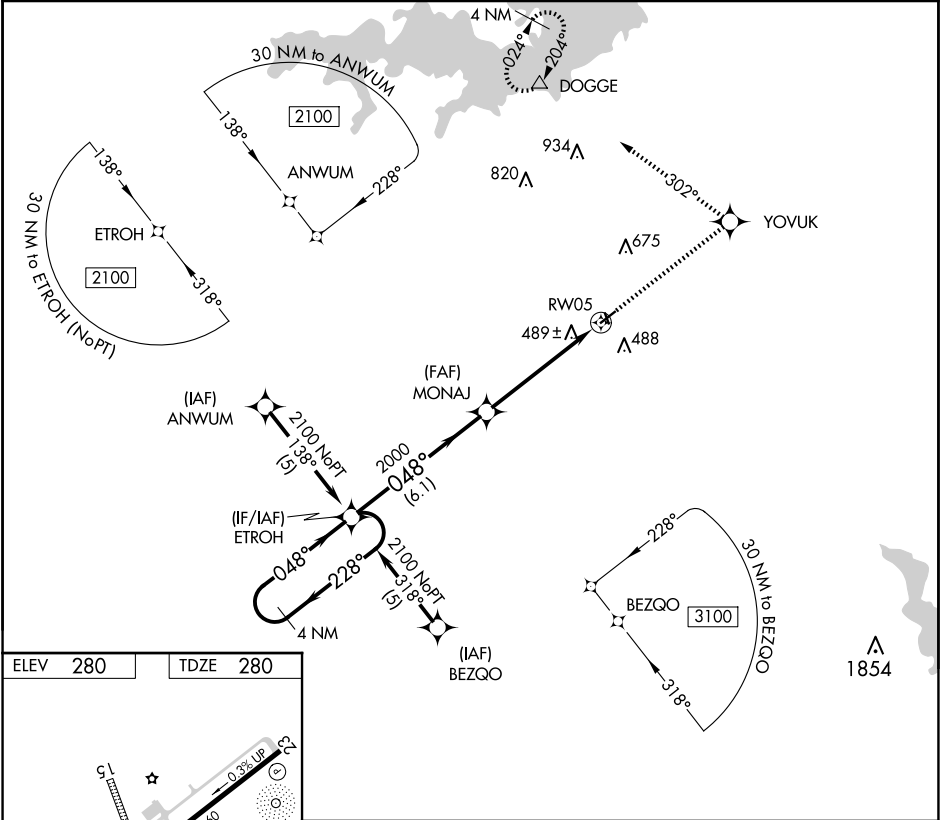 4 NM
024°
204°
DOGGE
30 NM to ANWUM
2100
138°
ANWUM
228°
934
820
302°
YOVUK
138°
ETROH
2100
318°
30 NM to ETROH (NoPT)
675
RW05
489±
488
(FAF)
MONAJ
(IAF)
ANWUM
2100 NoPT
138°
(5)
2000
048°
(6.1)
(IF/IAF)
ETROH
048°
228°
2100 NoPT
318°
(5)
4 NM
(IAF)
BEZQO
228°
BEZQO
3100
30 NM to BEZQO
318°
1854
ELEV 280
TDZE 280
15
23
0.3% UP
P